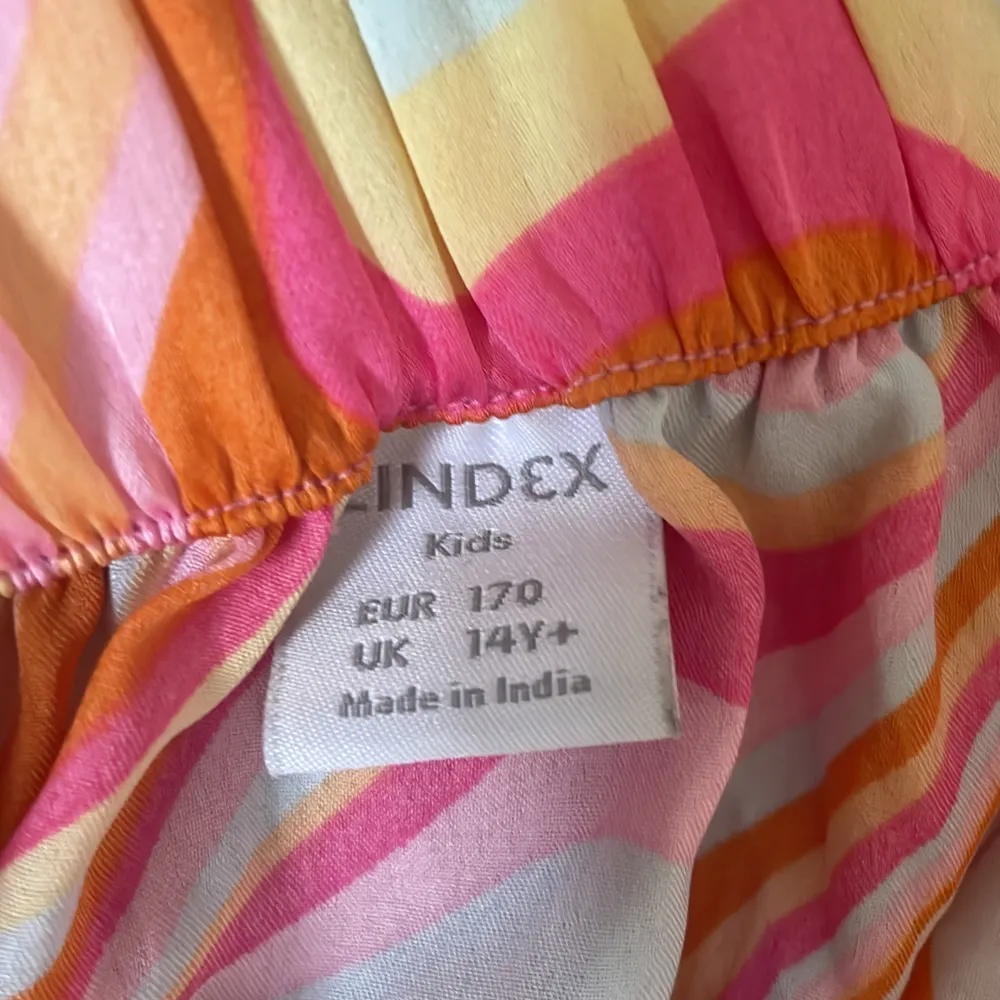 LINDEX
Kids
EUR 170
UK 14Y+
Made in India